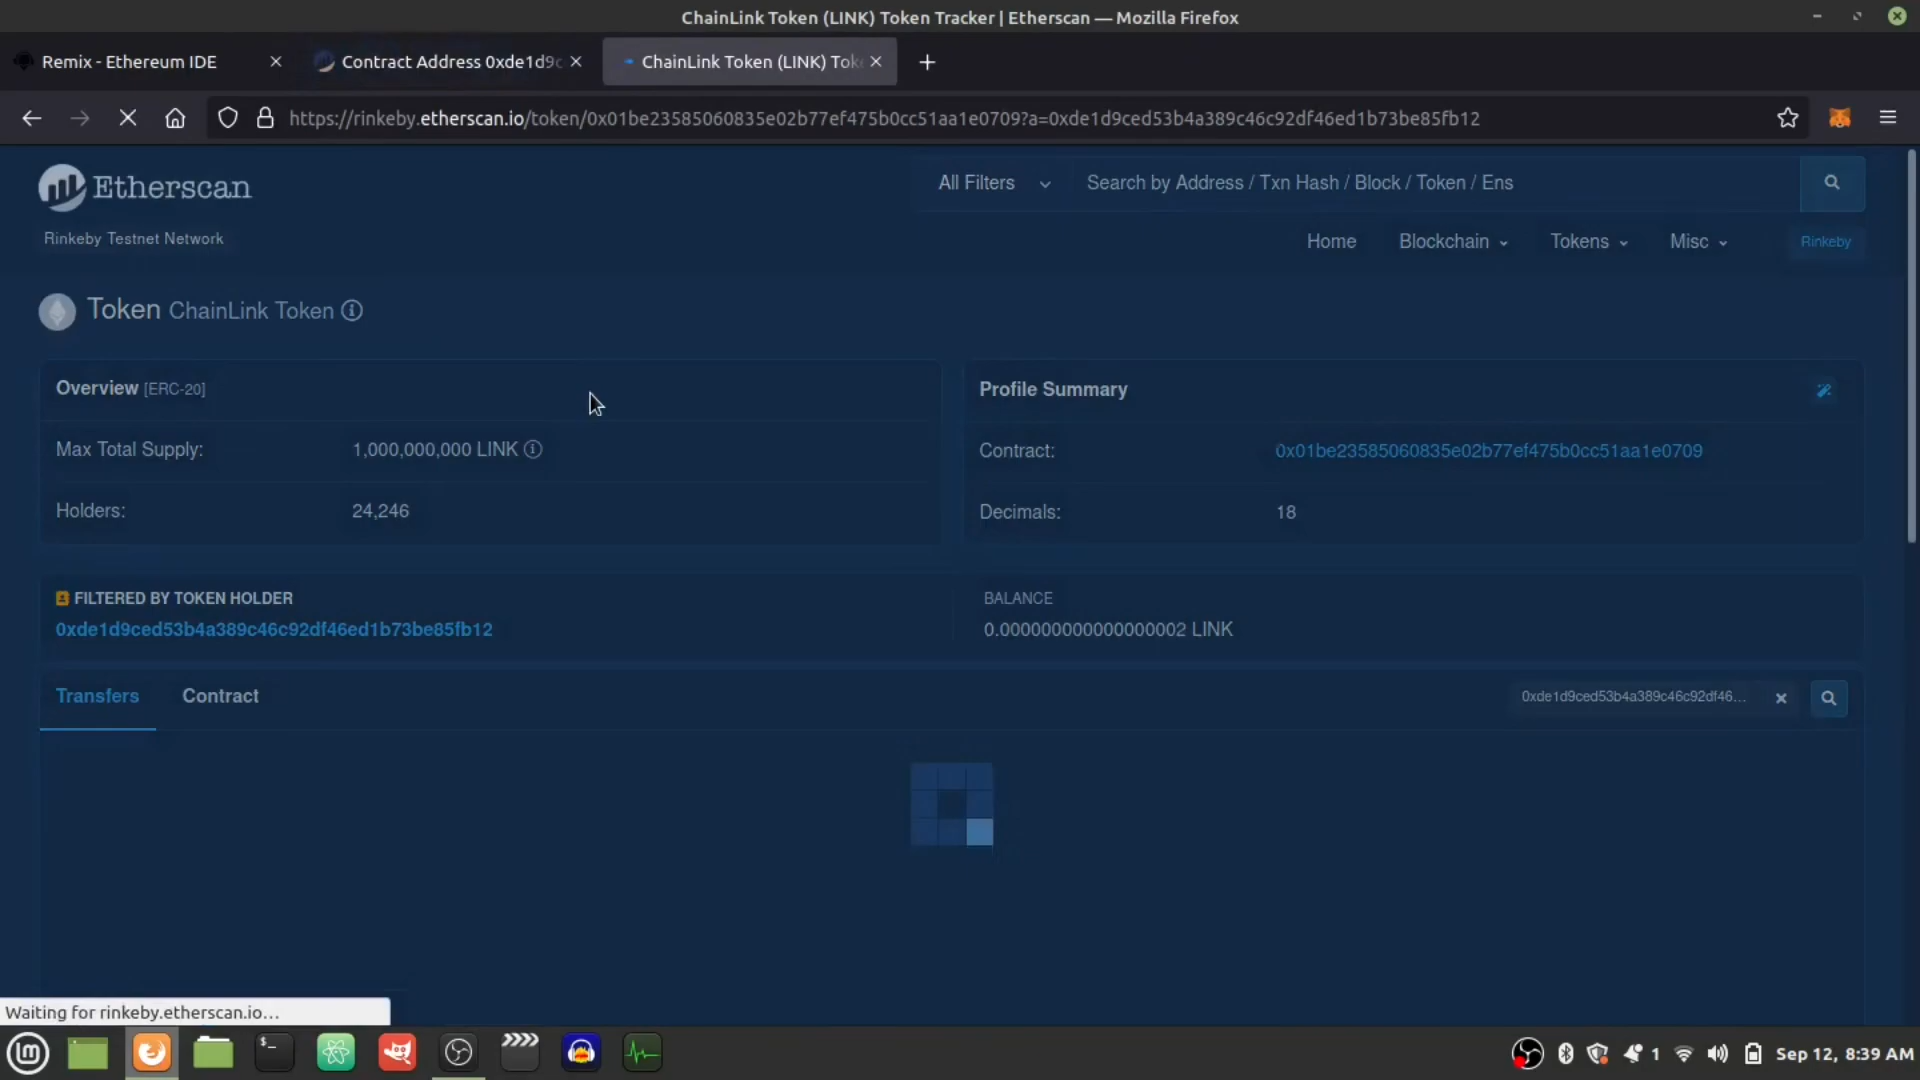 ChainLink Token (LINK) Token Tracker | Etherscan — Mozilla Firefox
Remix - Ethereum IDE
Contract Address 0xde1d9c
ChainLink Token (LINK) Tok
https://rinkeby.etherscan.io/token/0x01be23585060835e02b77ef475b0cc51aa1e0709?a=0xde1d9ced53b4a389c46c92df46ed1b73be85fb12
Etherscan
All Filters
Search by Address / Txn Hash / Block / Token / Ens
Rinkeby Testnet Network
Home
Blockchain
Tokens
Misc
Rinkeby
Token ChainLink Token
Overview [ERC-20]
Profile Summary
Max Total Supply:
1,000,000,000 LINK
Contract:
0x01be23585060835e02b77ef475b0cc51aa1e0709
Holders:
24,246
Decimals:
18
FILTERED BY TOKEN HOLDER
BALANCE
0xde1d9ced53b4a389c46c92df46ed1b73be85fb12
0.000000000000000002 LINK
Transfers
Contract
0xde1d9ced53b4a389c46c92df46...
Waiting for rinkeby.etherscan.io…
1
Sep 12, 8:39 AM